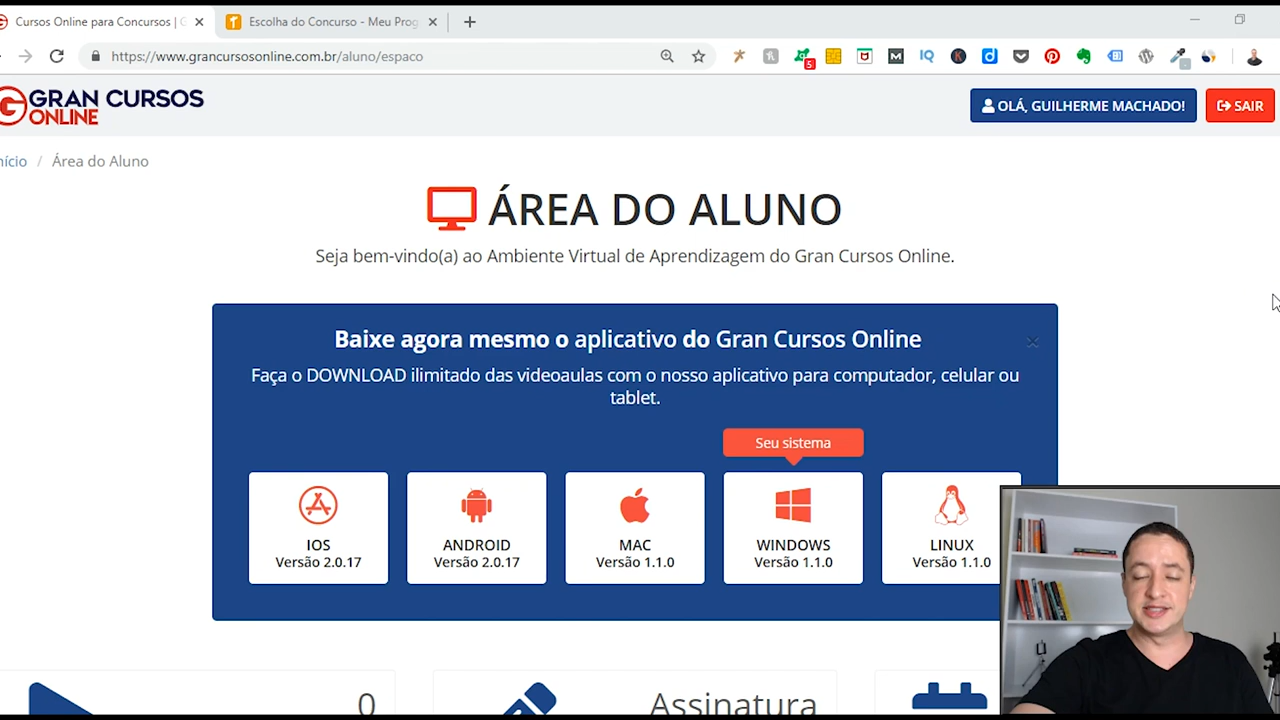 Cursos Online para Concursos | G
Escolha do Concurso - Meu Prog
https://www.grancursosonline.com.br/aluno/espaco
5
IQ
GRAN CURSOS
ONLINE
OLÁ, GUILHERME MACHADO!
SAIR
nício / Área do Aluno
ÁREA DO ALUNO
Seja bem-vindo(a) ao Ambiente Virtual de Aprendizagem do Gran Cursos Online.
Baixe agora mesmo o aplicativo do Gran Cursos Online
Faça o DOWNLOAD ilimitado das videoaulas com o nosso aplicativo para computador, celular ou
tablet.
Seu sistema
IOS
Versão 2.0.17
ANDROID
Versão 2.0.17
MAC
Versão 1.1.0
WINDOWS
Versão 1.1.0
LINUX
Versão 1.1.0
0
Assinatura